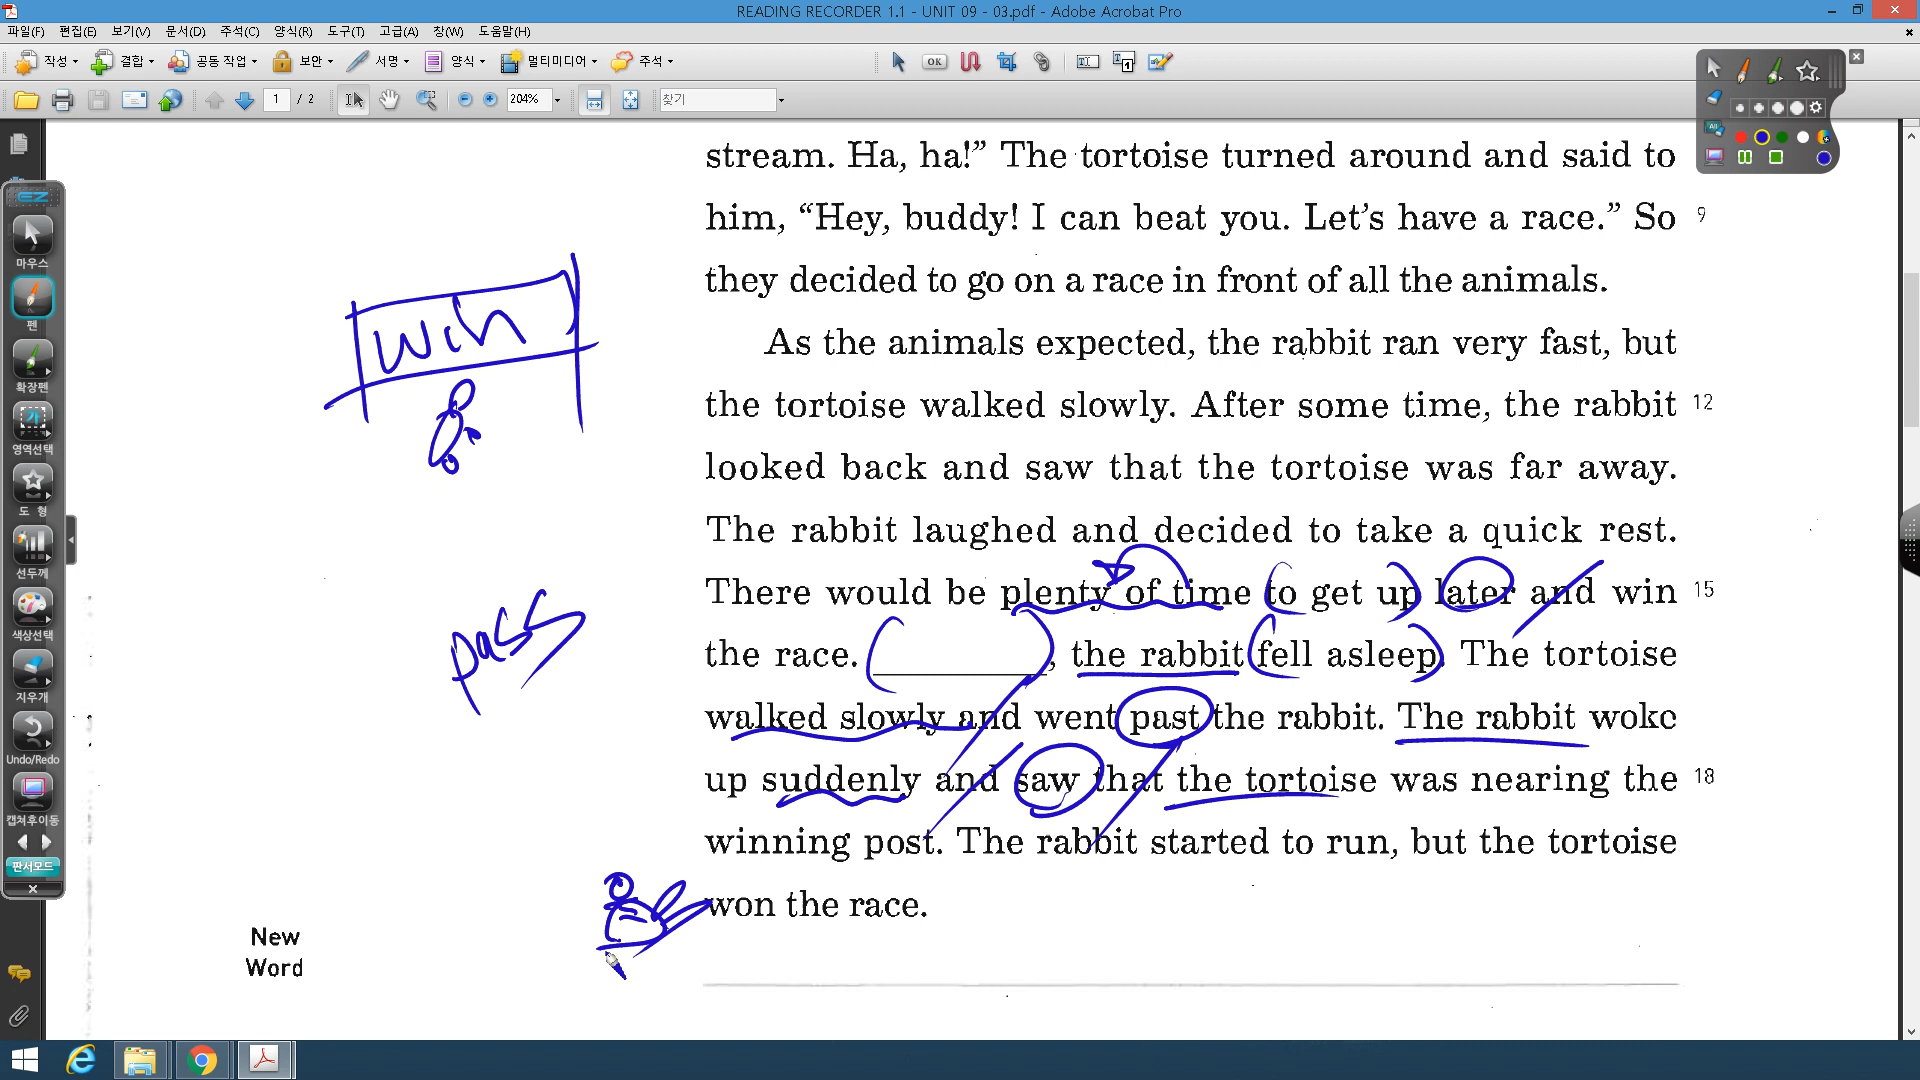 READING RECORDER 1.1 - UNIT 09 - 03.pdf - Adobe Acrobat Pro
파일(F) 편집(E) 보기(V) 문서(D) 주석(C) 양식(R) 도구(T) 고급(A) 창(W) 도움말(H)
작성 결합 공동 작업 보안 서명 양식 멀티미디어 주석 OK
1 / 2 204% 찾기
stream. Ha, ha!” The tortoise turned around and said to
him, “Hey, buddy! I can beat you. Let’s have a race.” So 9
they decided to go on a race in front of all the animals.
As the animals expected, the rabbit ran very fast, but
the tortoise walked slowly. After some time, the rabbit 12
looked back and saw that the tortoise was far away.
The rabbit laughed and decided to take a quick rest.
There would be plenty of time to get up later and win 15
the race. ____________, the rabbit fell asleep. The tortoise
walked slowly and went past the rabbit. The rabbit woke
up suddenly and saw that the tortoise was nearing the 18
winning post. The rabbit started to run, but the tortoise
won the race.
win
pass
New
Word
EZ
마우스
펜
확장펜
영역선택
도 형
선두께
색상선택
지우개
Undo/Redo
캡쳐후이동
판서모드
All